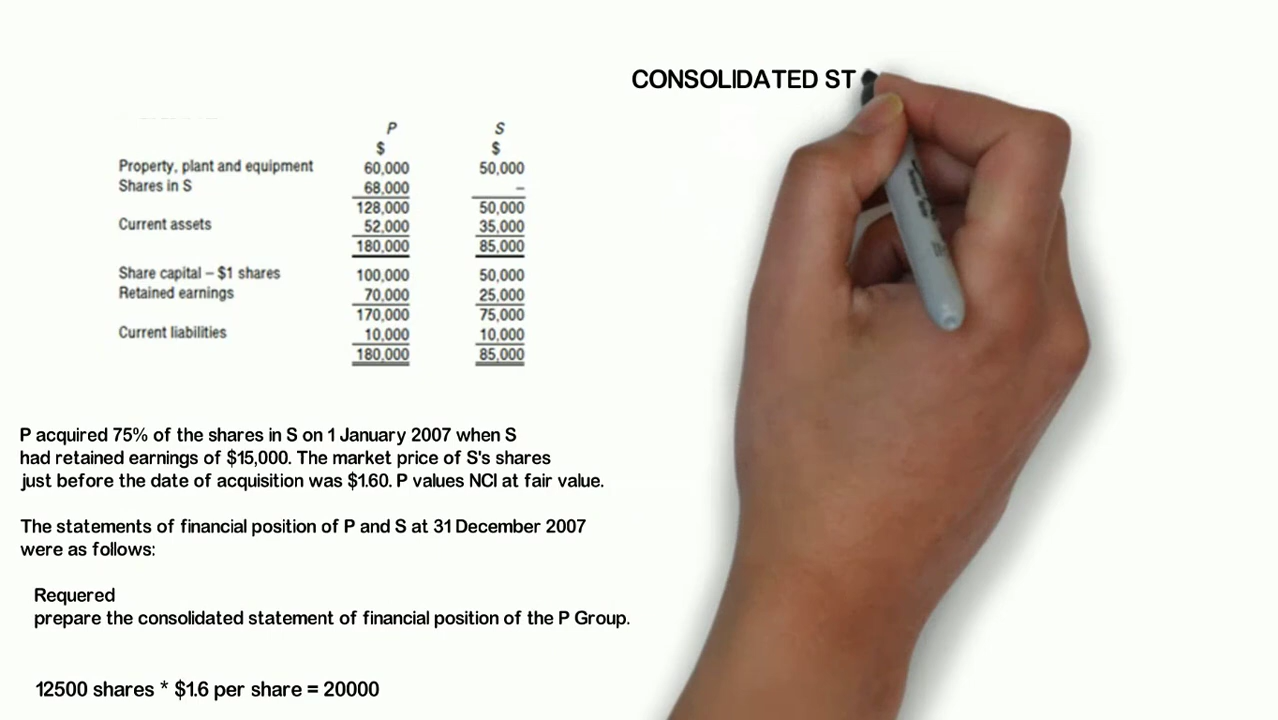 CONSOLIDATED ST
P S
$ $
Property, plant and equipment 60,000 50,000
Shares in S 68,000 –
128,000 50,000
Current assets 52,000 35,000
180,000 85,000
Share capital – $1 shares 100,000 50,000
Retained earnings 70,000 25,000
170,000 75,000
Current liabilities 10,000 10,000
180,000 85,000
P acquired 75% of the shares in S on 1 January 2007 when S
had retained earnings of $15,000. The market price of S's shares
just before the date of acquisition was $1.60. P values NCI at fair value.
The statements of financial position of P and S at 31 December 2007
were as follows:
Requered
prepare the consolidated statement of financial position of the P Group.
12500 shares * $1.6 per share = 20000